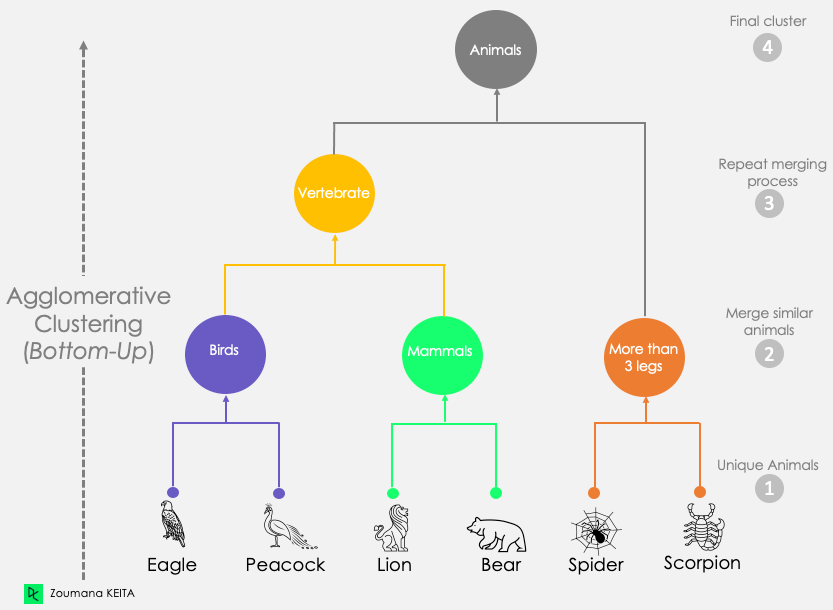 Final cluster
4
Animals
Repeat merging
process
3
Vertebrate
Agglomerative
Clustering
(Bottom-Up)
Merge similar
animals
2
Birds
Mammals
More than
3 legs
Unique Animals
1
Eagle
Peacock
Lion
Bear
Spider
Scorpion
DC Zoumana KEITA